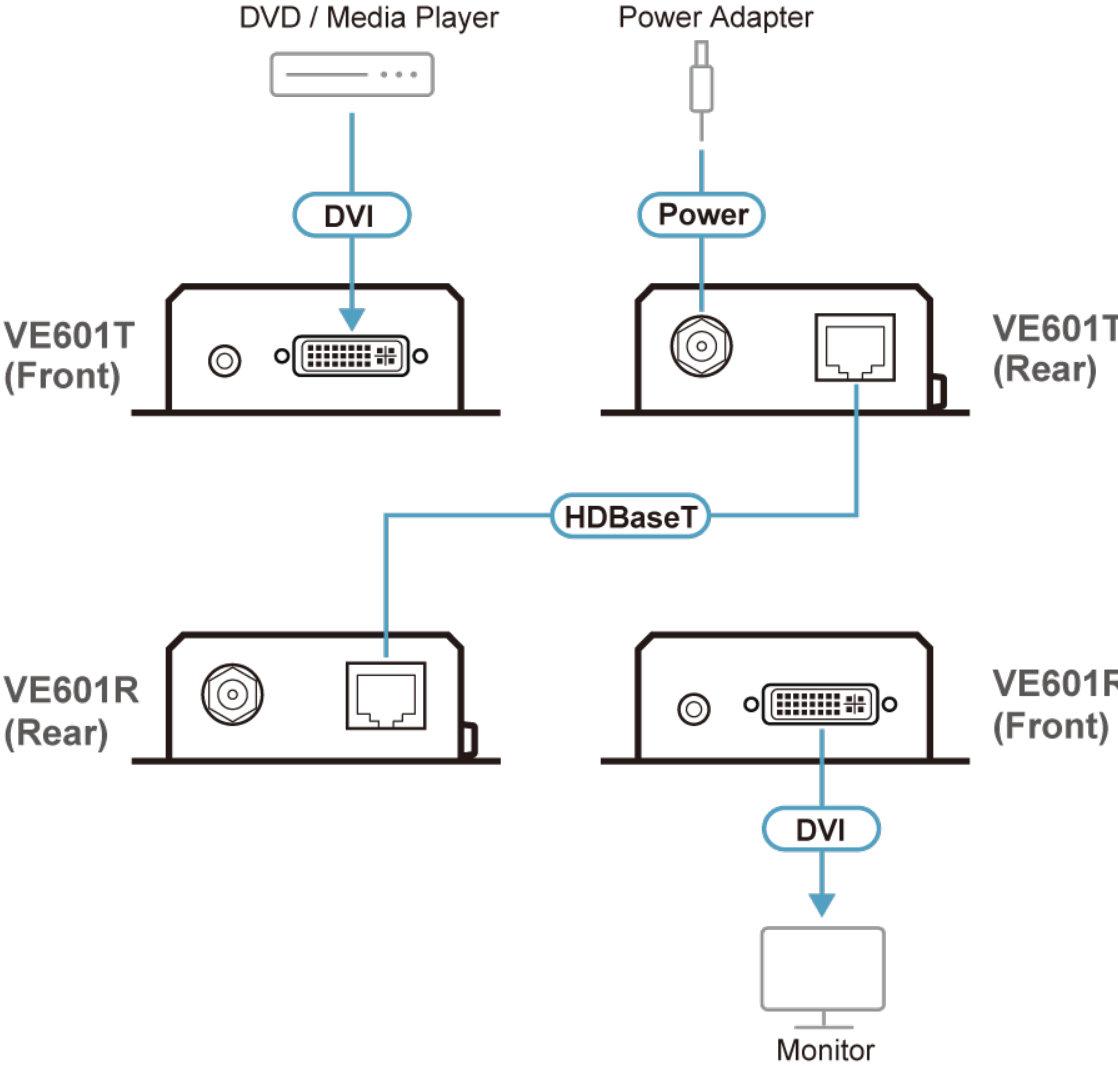 DVD / Media Player
Power Adapter
DVI
Power
VE601T
(Front)
VE601T
(Rear)
HDBaseT
VE601R
(Rear)
VE601R
(Front)
DVI
Monitor